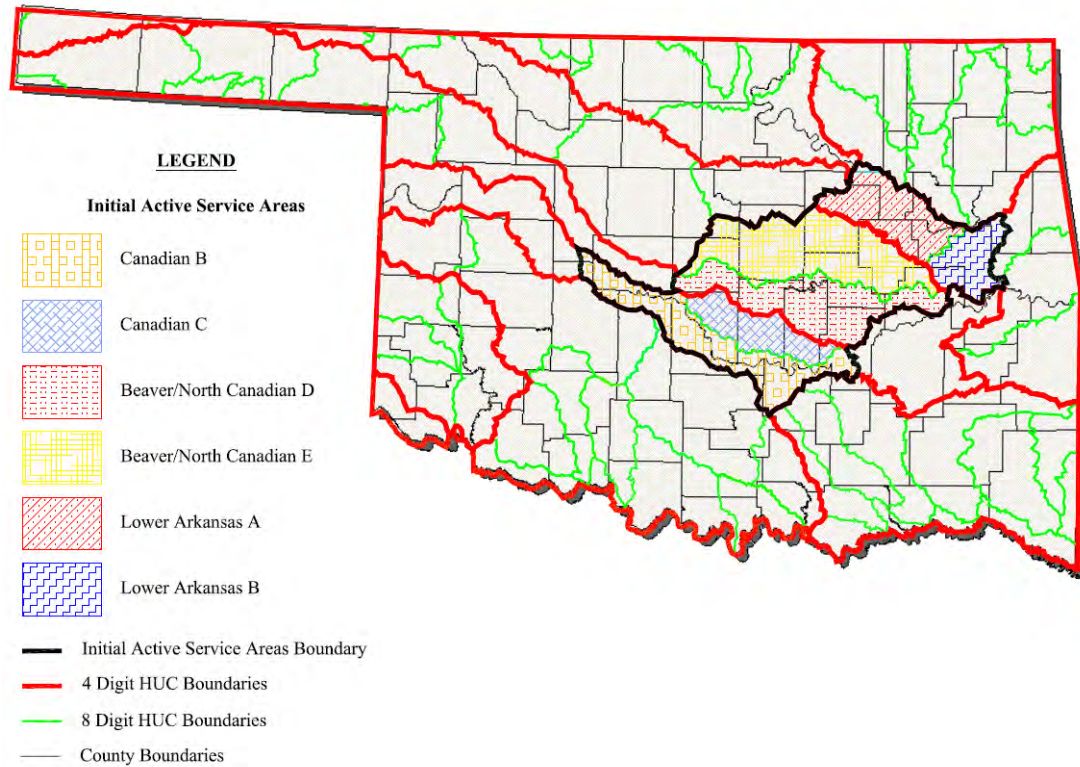 LEGEND
Initial Active Service Areas
Canadian B
Canadian C
Beaver/North Canadian D
Beaver/North Canadian E
Lower Arkansas A
Lower Arkansas B
Initial Active Service Areas Boundary
4 Digit HUC Boundaries
8 Digit HUC Boundaries
County Boundaries